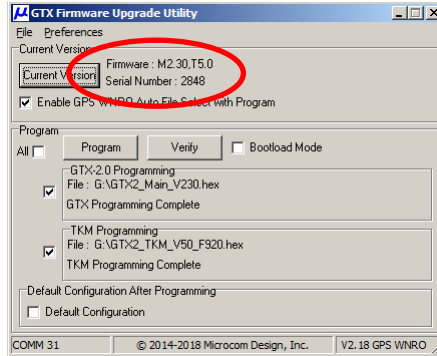 GTX Firmware Upgrade Utility
File Preferences
Current Version
Current Version
Firmware : M2.30,T5.0
Serial Number : 2848
Enable GPS WNRO Auto File Select with Program
Program
All
Program
Verify
Bootload Mode
GTX-2.0 Programming
File : G:\GTX2_Main_V230.hex
GTX Programming Complete
TKM Programming
File : G:\GTX2_TKM_V50_F920.hex
TKM Programming Complete
Default Configuration After Programming
Default Configuration
COMM 31
© 2014-2018 Microcom Design, Inc.
V2.18 GPS WNRO